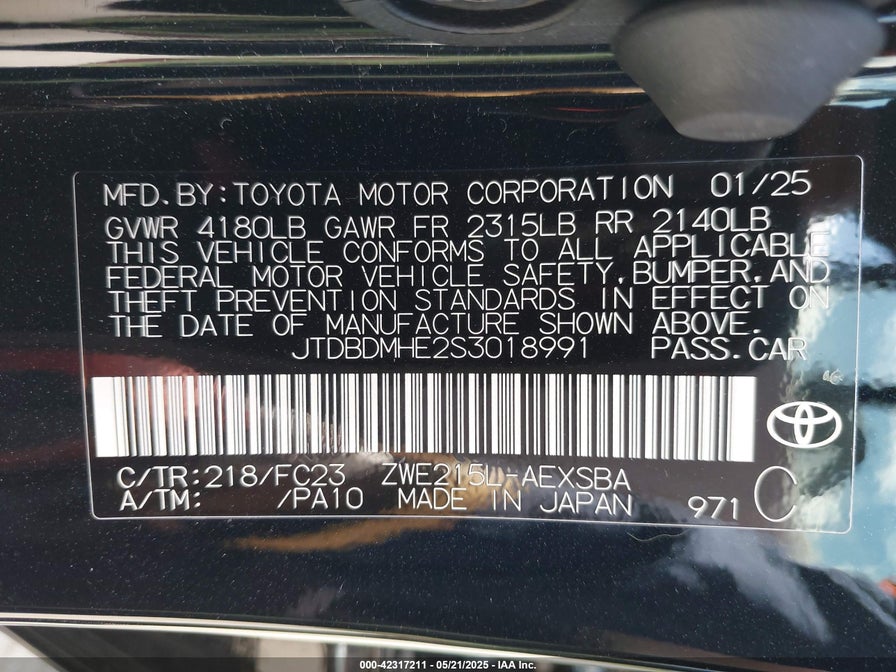 MFD.BY:TOYOTA MOTOR CORPORATION 01/25
GVWR 4180LB GAWR FR 2315LB RR 2140LB
THIS VEHICLE CONFORMS TO ALL APPLICABLE
FEDERAL MOTOR VEHICLE SAFETY,BUMPER,AND
THEFT PREVENTION STANDARDS IN EFFECT ON
THE DATE OF MANUFACTURE SHOWN ABOVE.
JTDBDMHE2S3018991 PASS.CAR
C/TR:218/FC23 ZWE215L-AEXSBA
A/TM: /PA10 MADE IN JAPAN 971 C
000-42317211 - 05/21/2025 - IAA Inc.